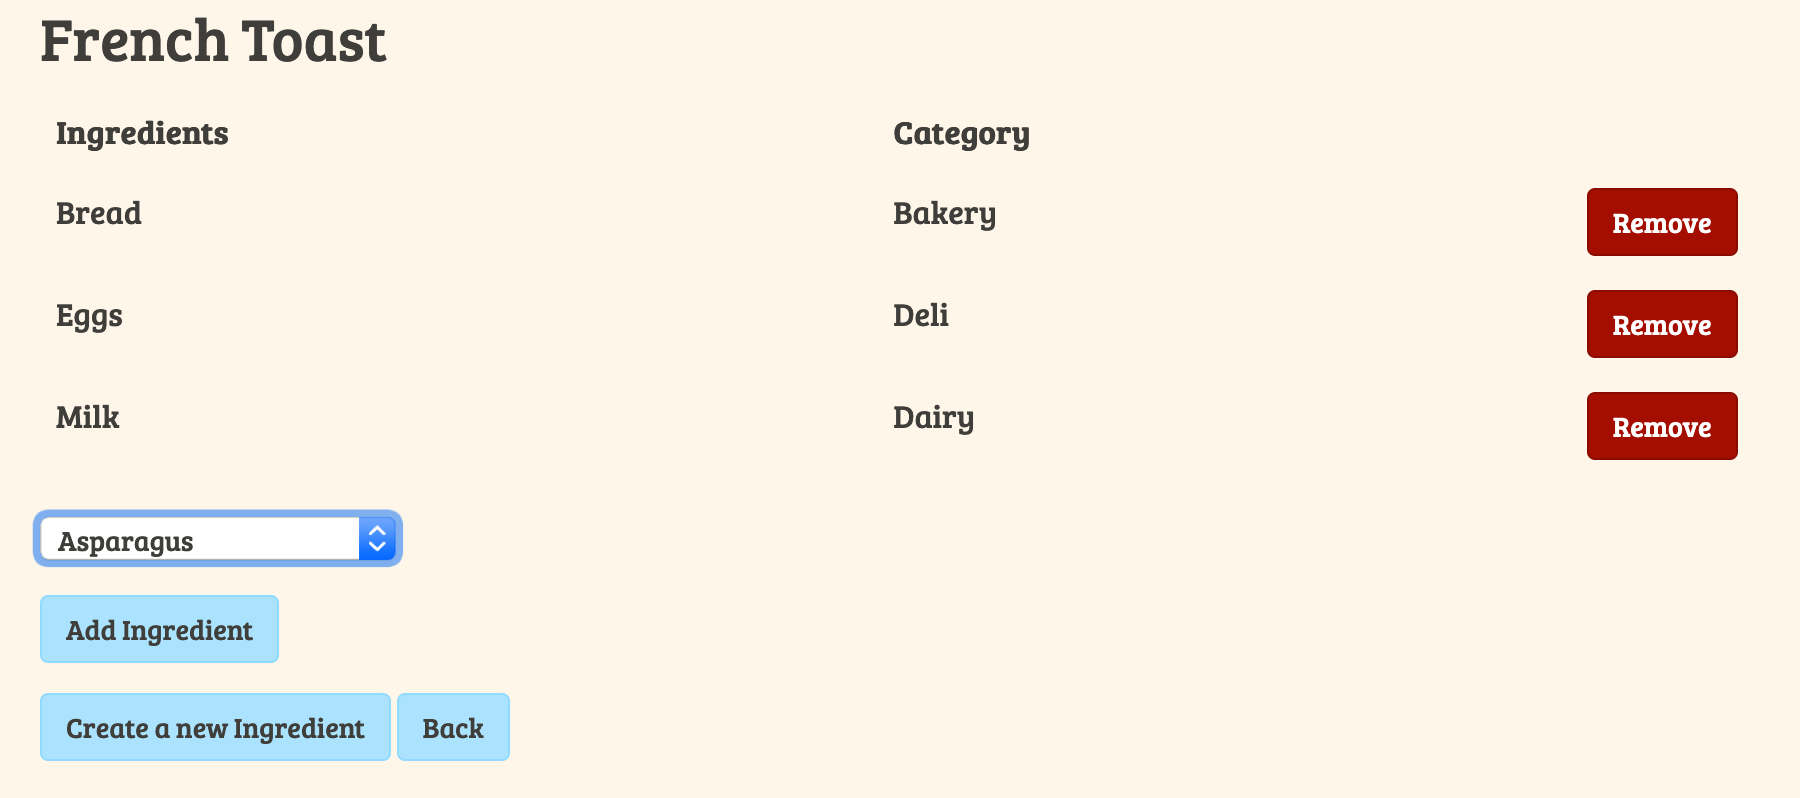 French Toast
Ingredients Category
Bread Bakery Remove
Eggs Deli Remove
Milk Dairy Remove
Asparagus
Add Ingredient
Create a new Ingredient Back